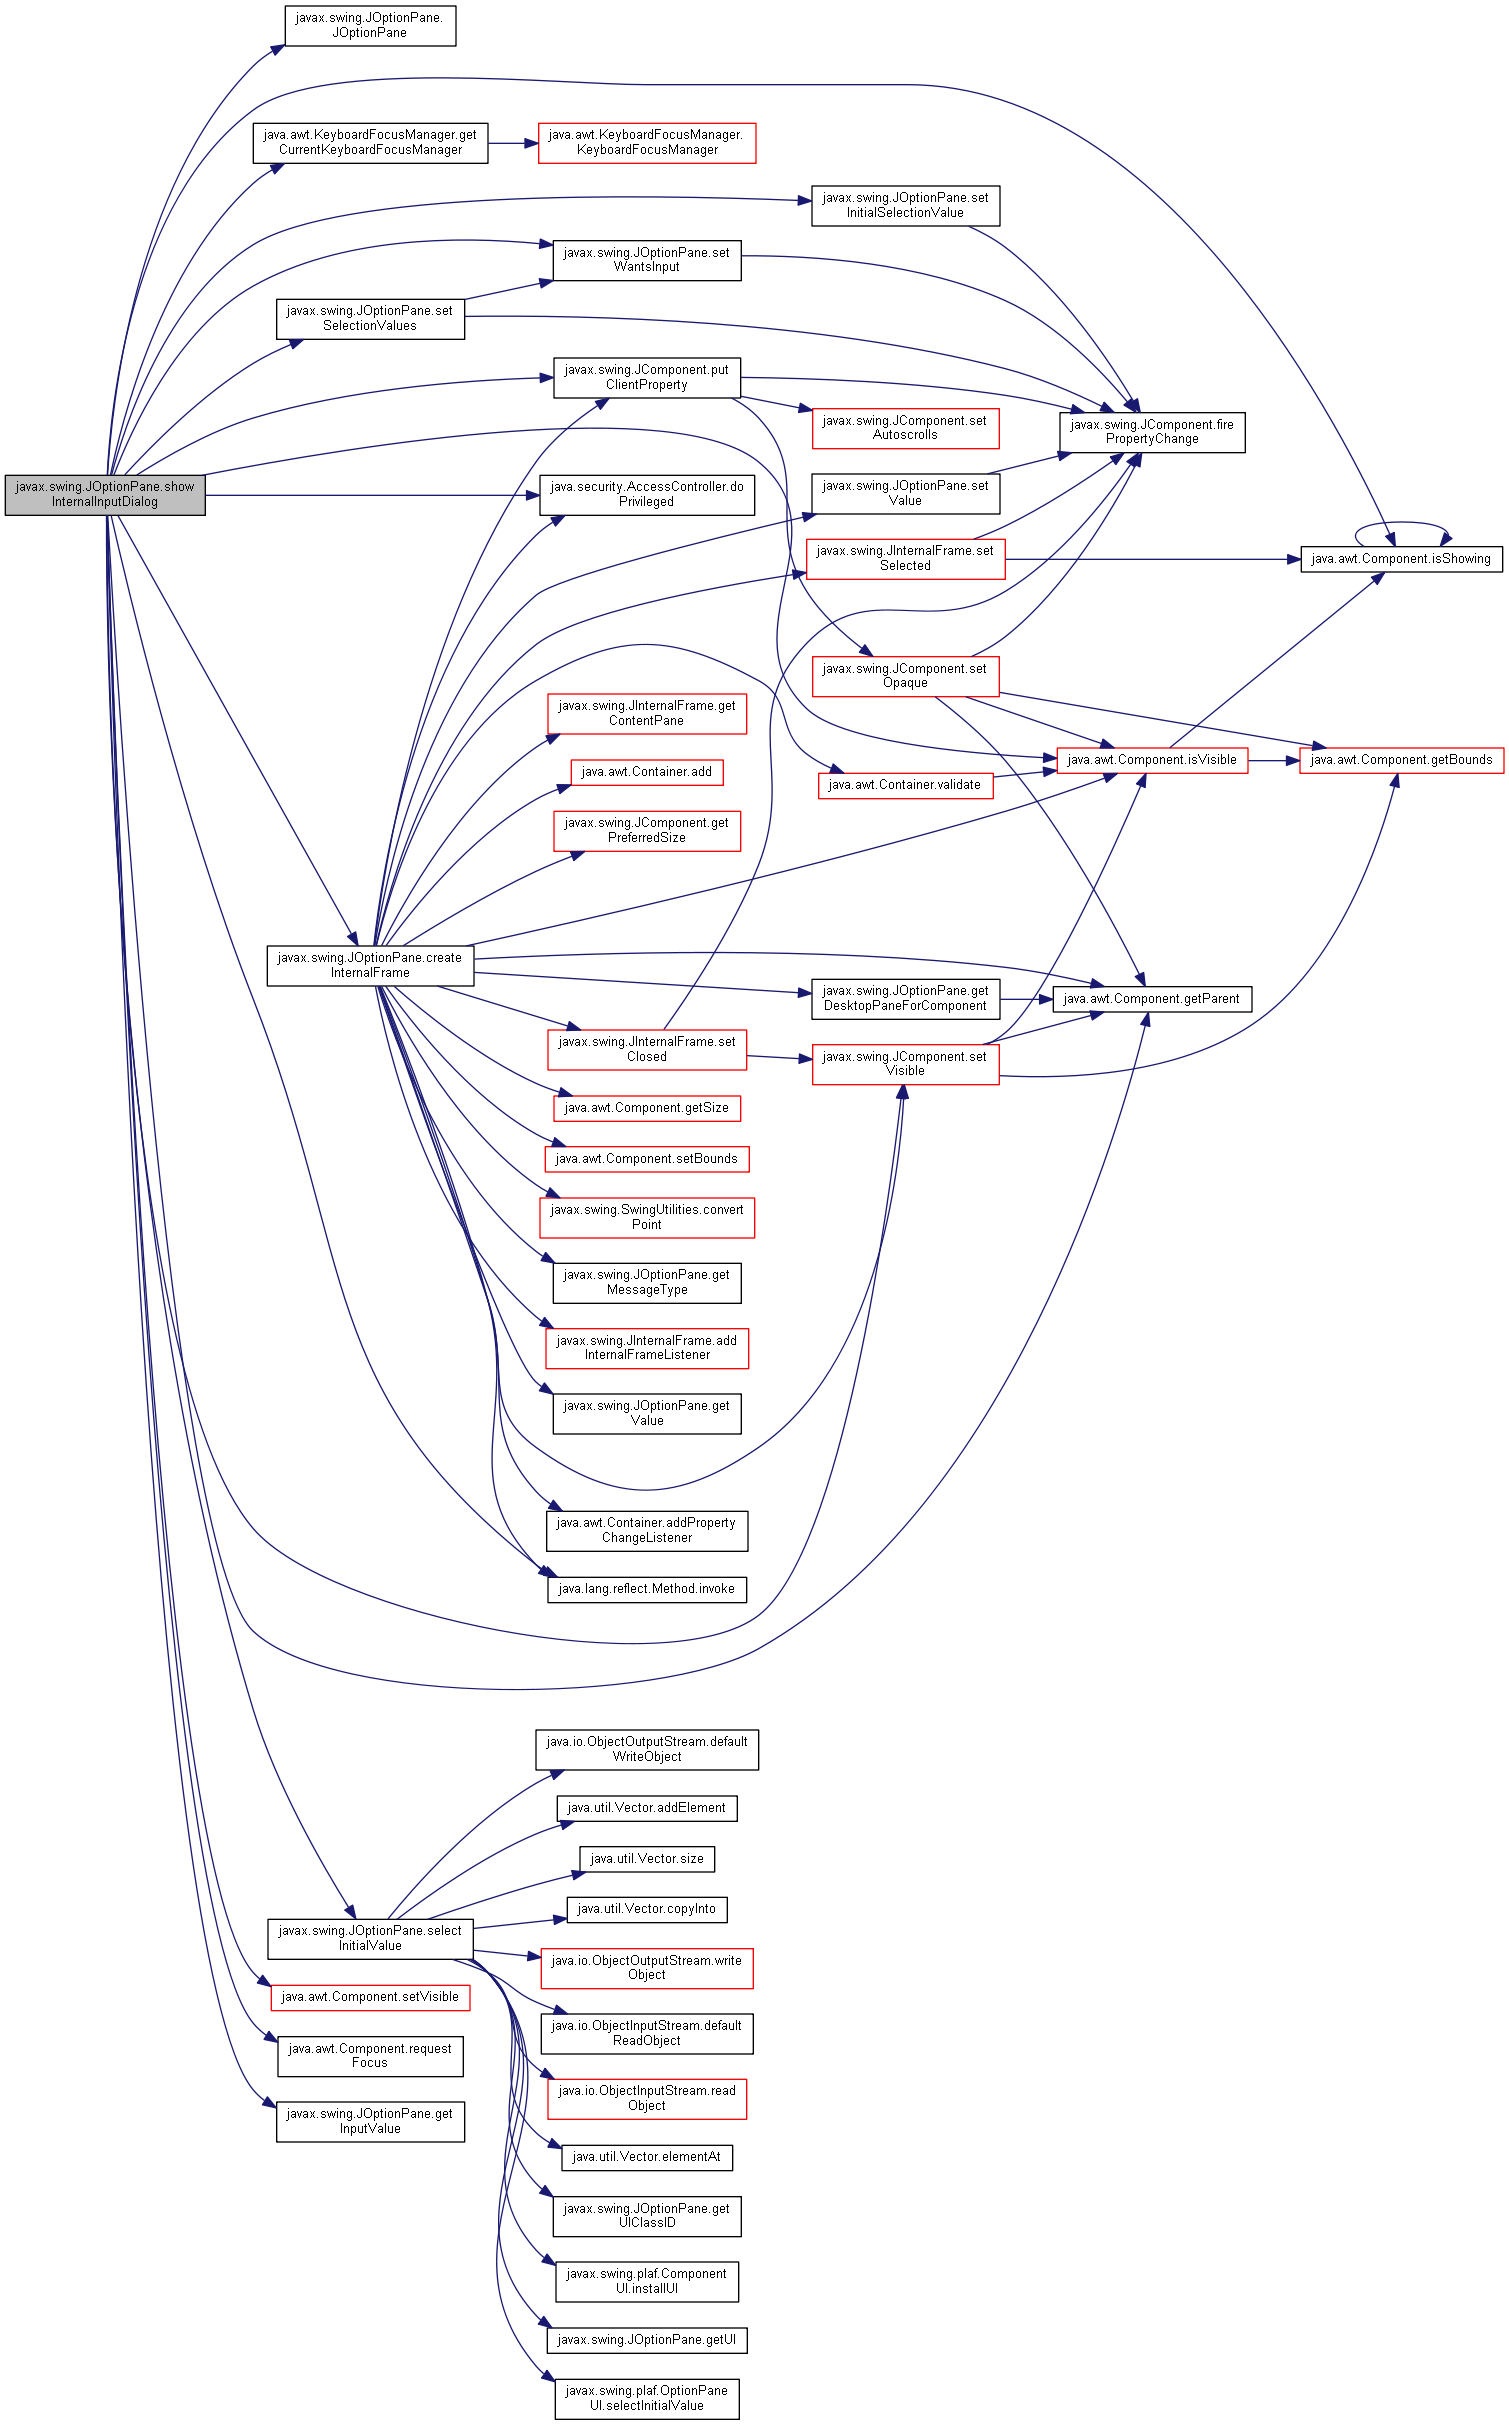 javax.swing.JOptionPane.
JOptionPane
java.awt.KeyboardFocusManager.get
CurrentKeyboardFocusManager
java.awt.KeyboardFocusManager.
KeyboardFocusManager
javax.swing.JOptionPane.set
InitialSelectionValue
javax.swing.JOptionPane.set
WantsInput
javax.swing.JOptionPane.set
SelectionValues
javax.swing.JComponent.put
ClientProperty
javax.swing.JComponent.set
Autoscrolls
javax.swing.JComponent.fire
PropertyChange
javax.swing.JOptionPane.show
InternalInputDialog
java.security.AccessController.do
Privileged
javax.swing.JOptionPane.set
Value
javax.swing.JInternalFrame.set
Selected
java.awt.Component.isShowing
javax.swing.JComponent.set
Opaque
javax.swing.JInternalFrame.get
ContentPane
java.awt.Component.isVisible
java.awt.Component.getBounds
java.awt.Container.add
java.awt.Container.validate
javax.swing.JComponent.get
PreferredSize
javax.swing.JOptionPane.create
InternalFrame
javax.swing.JOptionPane.get
DesktopPaneForComponent
java.awt.Component.getParent
javax.swing.JInternalFrame.set
Closed
javax.swing.JComponent.set
Visible
java.awt.Component.getSize
java.awt.Component.setBounds
javax.swing.SwingUtilities.convert
Point
javax.swing.JOptionPane.get
MessageType
javax.swing.JInternalFrame.add
InternalFrameListener
javax.swing.JOptionPane.get
Value
java.awt.Container.addProperty
ChangeListener
java.lang.reflect.Method.invoke
java.io.ObjectOutputStream.default
WriteObject
java.util.Vector.addElement
java.util.Vector.size
java.util.Vector.copyInto
javax.swing.JOptionPane.select
InitialValue
java.io.ObjectOutputStream.write
Object
java.awt.Component.setVisible
java.io.ObjectInputStream.default
ReadObject
java.awt.Component.request
Focus
java.io.ObjectInputStream.read
Object
javax.swing.JOptionPane.get
InputValue
java.util.Vector.elementAt
javax.swing.JOptionPane.get
UIClassID
javax.swing.plaf.Component
UI.installUI
javax.swing.JOptionPane.getUI
javax.swing.plaf.OptionPane
UI.selectInitialValue